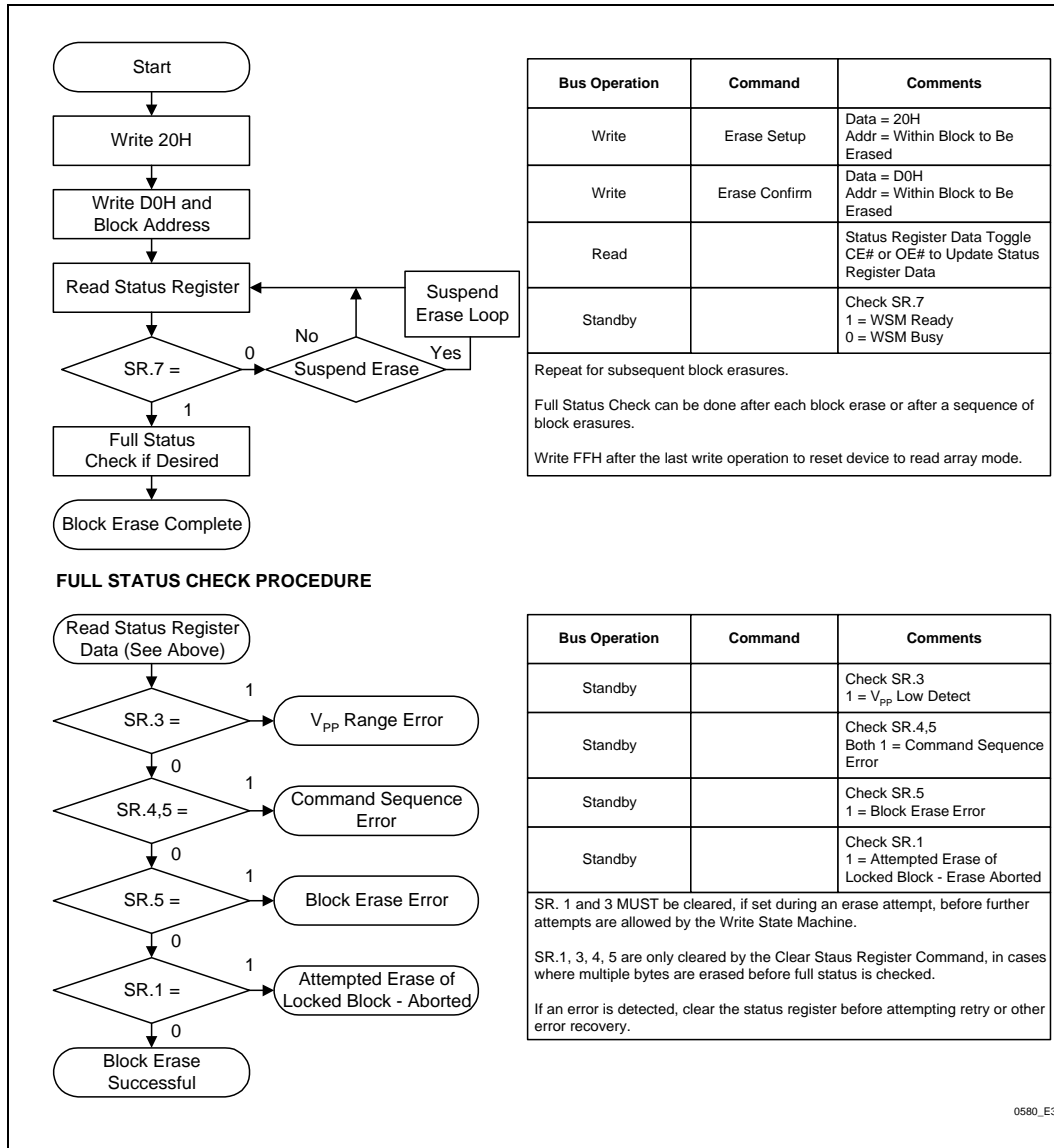 Start
Write 20H
Write D0H and
Block Address
Read Status Register
Suspend
Erase Loop
No
Yes
0
SR.7 =
Suspend Erase
1
Full Status
Check if Desired
Block Erase Complete
Bus Operation Command Comments
Write Erase Setup Data = 20H
Addr = Within Block to Be
Erased
Write Erase Confirm Data = D0H
Addr = Within Block to Be
Erased
Read Status Register Data Toggle
CE# or OE# to Update Status
Register Data
Standby Check SR.7
1 = WSM Ready
0 = WSM Busy
Repeat for subsequent block erasures.
Full Status Check can be done after each block erase or after a sequence of
block erasures.
Write FFH after the last write operation to reset device to read array mode.
FULL STATUS CHECK PROCEDURE
Read Status Register
Data (See Above)
1
SR.3 =
VPP Range Error
0
1
SR.4,5 =
Command Sequence
Error
0
1
SR.5 =
Block Erase Error
0
1
SR.1 =
Attempted Erase of
Locked Block - Aborted
0
Block Erase
Successful
Bus Operation Command Comments
Standby Check SR.3
1 = VPP Low Detect
Standby Check SR.4,5
Both 1 = Command Sequence
Error
Standby Check SR.5
1 = Block Erase Error
Standby Check SR.1
1 = Attempted Erase of
Locked Block - Erase Aborted
SR. 1 and 3 MUST be cleared, if set during an erase attempt, before further
attempts are allowed by the Write State Machine.
SR.1, 3, 4, 5 are only cleared by the Clear Staus Register Command, in cases
where multiple bytes are erased before full status is checked.
If an error is detected, clear the status register before attempting retry or other
error recovery.
0580_E3